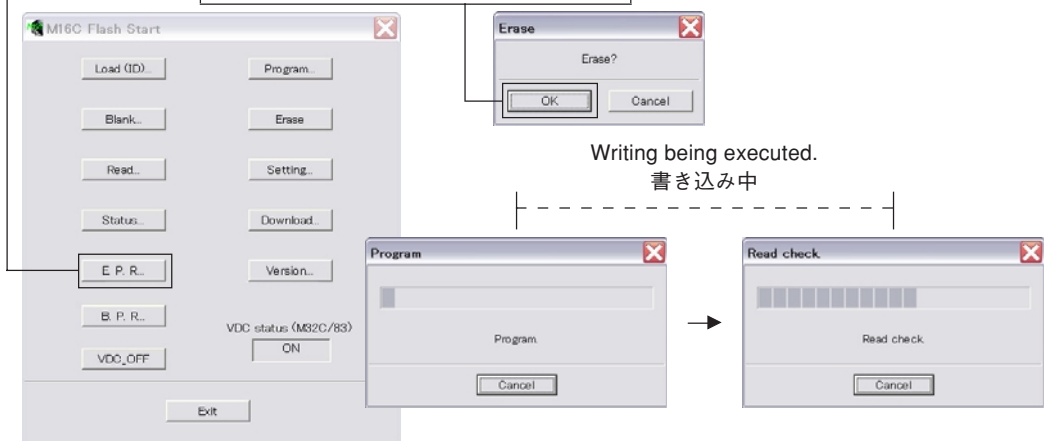 M16C Flash Start
Load (ID)...
Program...
Blank...
Erase
Read...
Setting...
Status...
Download...
E. P. R...
Version...
B. P. R...
VDC status (M32C/83)
ON
VDC_OFF
Exit
Erase
Erase?
OK
Cancel
Writing being executed.
書き込み中
Program
Program.
Cancel
Read check.
Read check.
Cancel